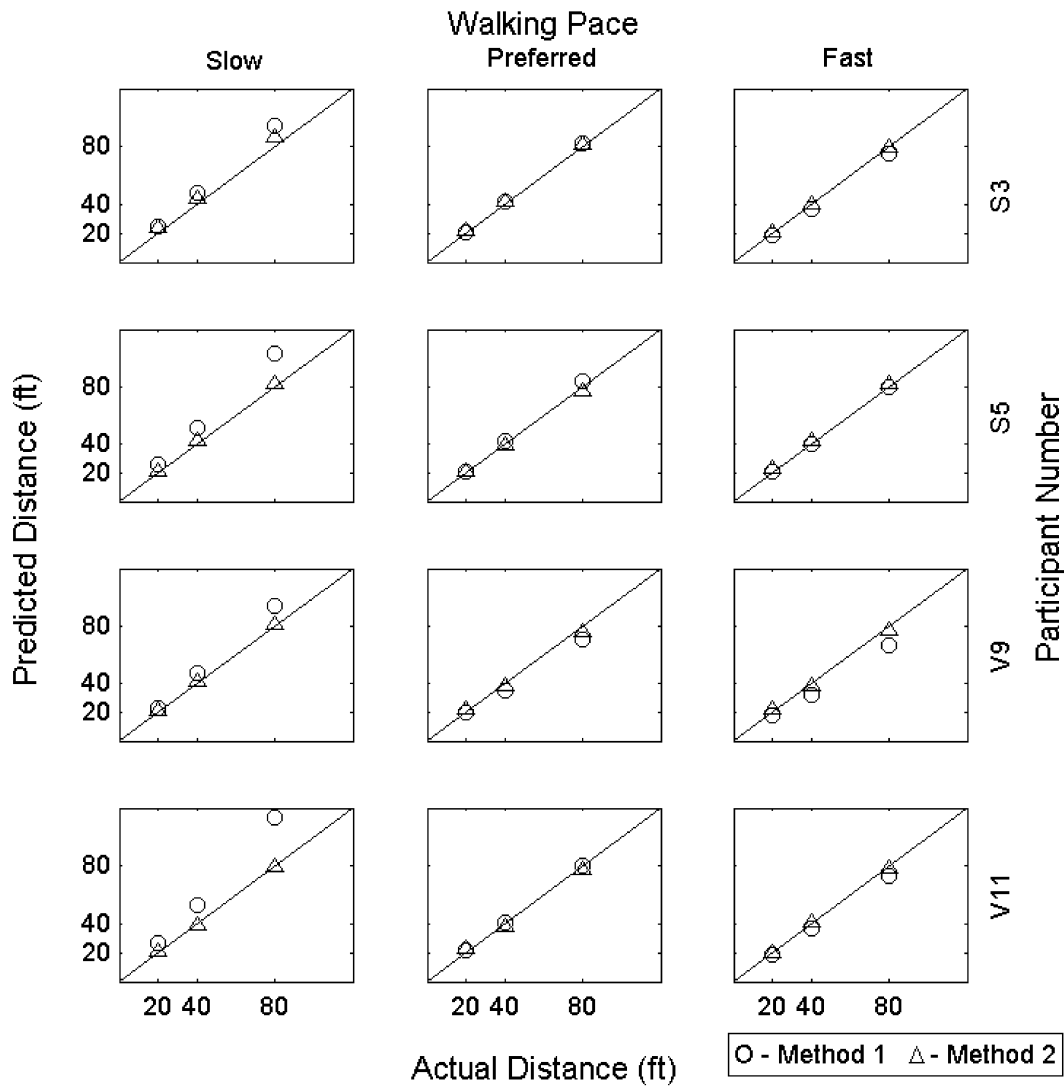 Walking Pace
Slow Preferred Fast
80
40
20
S3
80
40
20
S5
80
40
20
V9
80
40
20
V11
Predicted Distance (ft)
Participant Number
20 40 80 20 40 80 20 40 80
Actual Distance (ft)
O - Method 1 △ - Method 2